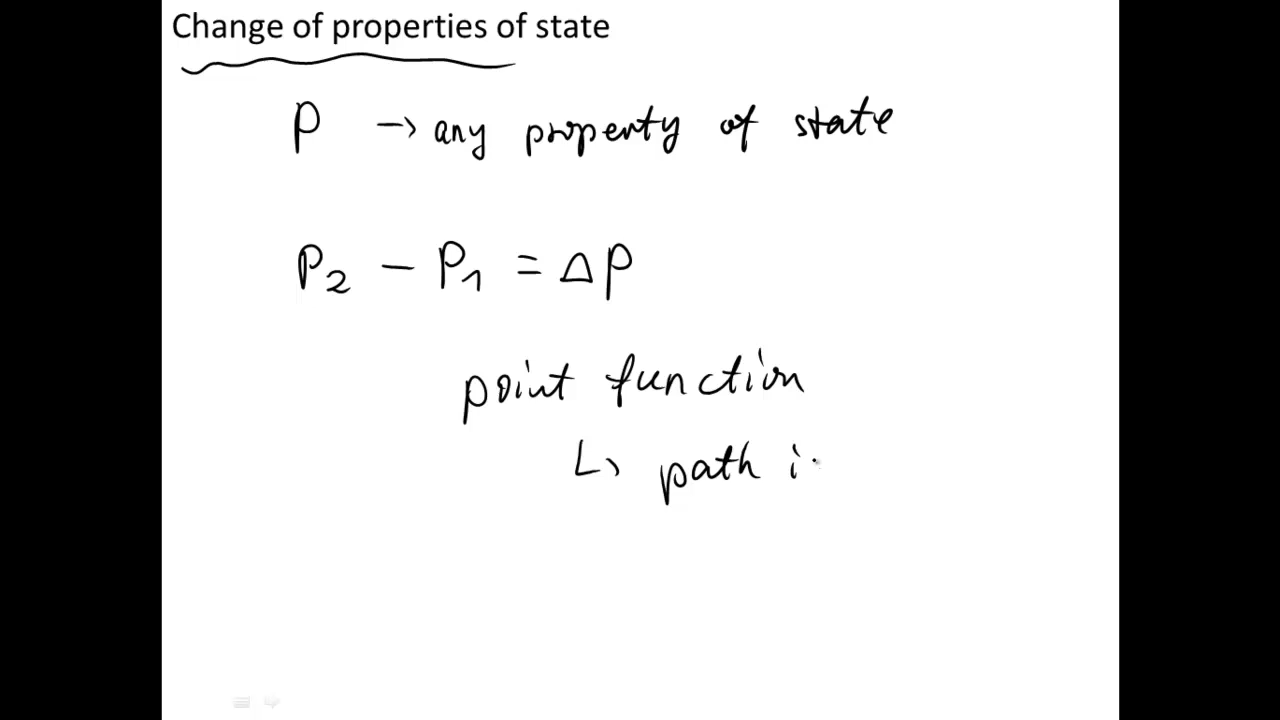 Change of properties of state
P → any property of state
P₂ - P₁ = ΔP
point function
↳ path i